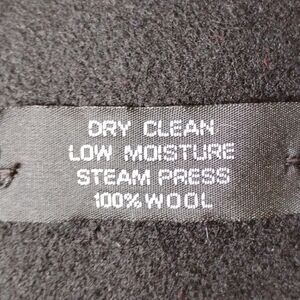 DRY CLEAN
LOW MOISTURE
STEAM PRESS
100% WOOL